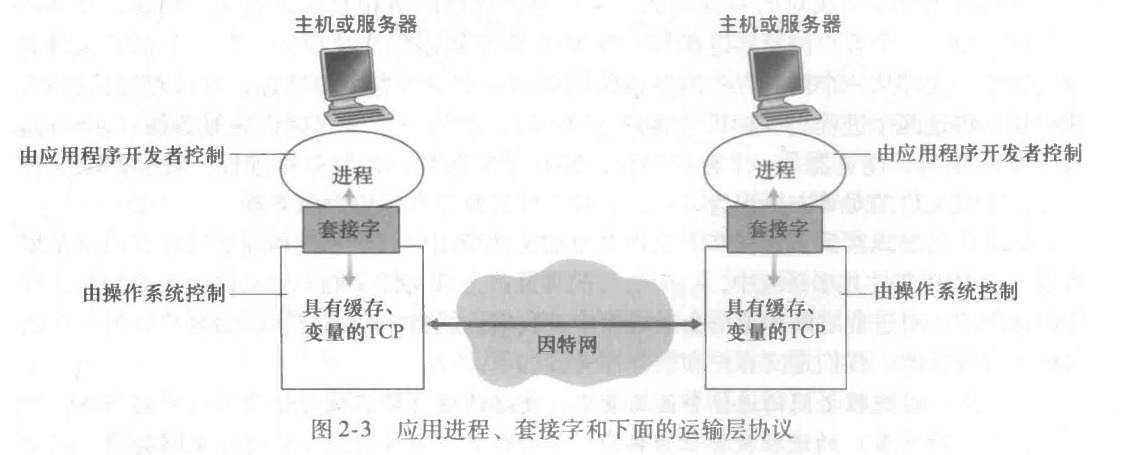 主机或服务器 主机或服务器
由应用程序开发者控制 进程 进程 由应用程序开发者控制
套接字 套接字
由操作系统控制 具有缓存、 具有缓存、 由操作系统控制
变量的TCP 因特网 变量的TCP
图 2-3 应用进程、套接字和下面的运输层协议